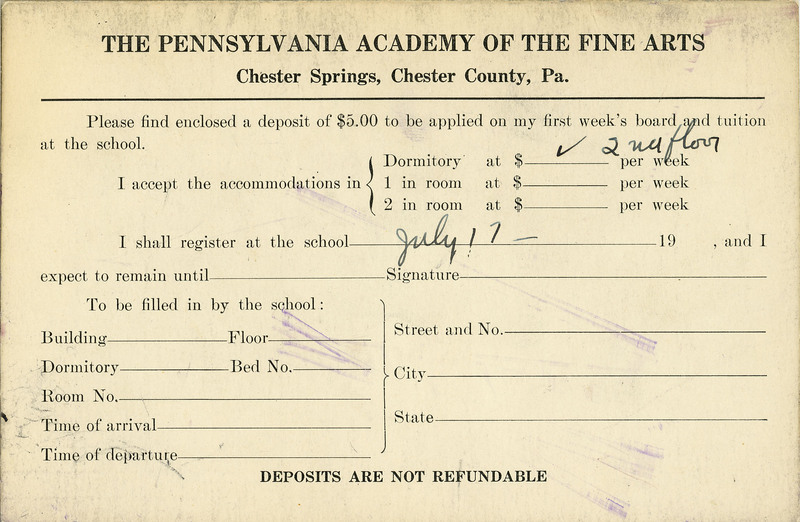 THE PENNSYLVANIA ACADEMY OF THE FINE ARTS
Chester Springs, Chester County, Pa.
Please find enclosed a deposit of $5.00 to be applied on my first week's board and tuition
at the school.
2nd floor
Dormitory at $ ✓ per week
I accept the accommodations in 1 in room at $ per week
2 in room at $ per week
I shall register at the school July 17 — 19 , and I
expect to remain until Signature
To be filled in by the school:
Building Floor
Dormitory Bed No.
Room No.
Time of arrival
Time of departure
Street and No.
City
State
DEPOSITS ARE NOT REFUNDABLE